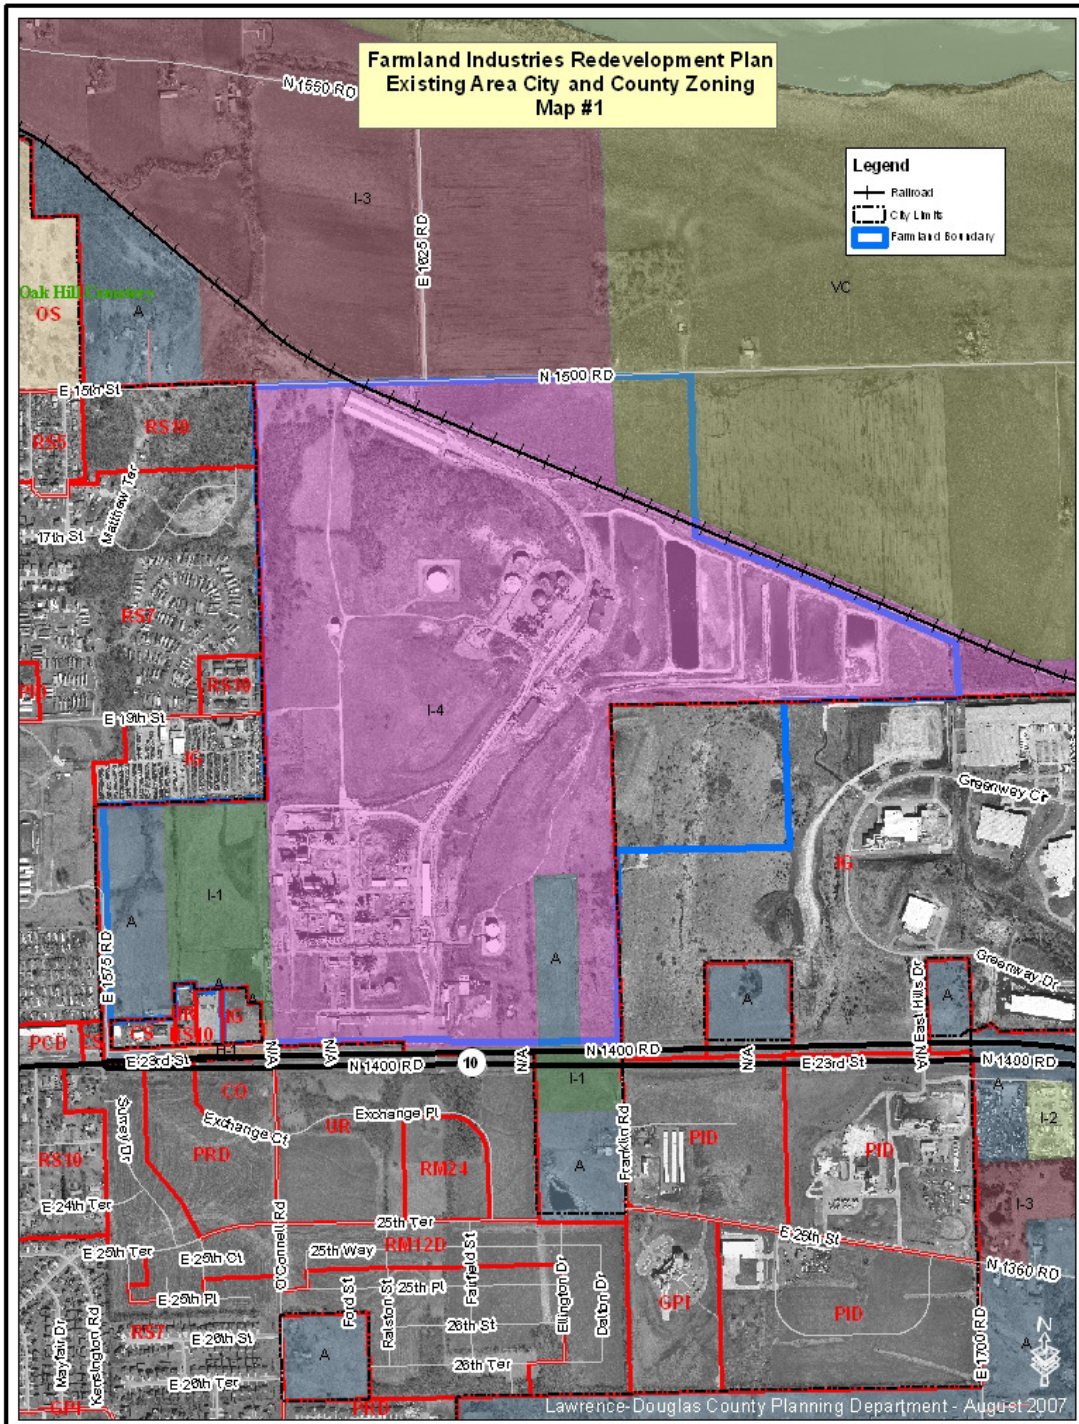 Farmland Industries Redevelopment Plan
Existing Area City and County Zoning
Map #1
Legend
Railroad
City Limits
Farmland Boundary
N 1550 RD
I-3
E 1625 RD
VC
Oak Hill Cemetery
OS
A
E 15th St
N 1500 RD
RS5
RS10
Matthew Ter
17th St
RS7
RS10
E 19th St
IG
I-4
Greenway Cir
IG
I-1
A
A
E 1575 RD
A
A
Greenway Dr
East Hills Dr
A
A
CS
RS10
IG
PCD
H-1
E 23rd St
N/A
N/A
N 1400 RD
10
N/A
N 1400 RD
N/A
E 23rd St
N/A
N 1400 RD
CO
Exchange Ct
Exchange Pl
UR
I-1
Franklin Rd
A
I-2
RS10
Surrey Dr
PRD
RM24
A
PID
PID
I-3
E 24th Ter
O'Connell Rd
25th Ter
E 25th Ter
E 25th Ct
RM12D
25th Way
Fairfield St
E 25th St
N 1360 RD
E 25th Pl
25th Pl
Ford St
Ralston St
Ellington Dr
Dalton Dr
GPI
PID
RS7
E 26th St
26th St
Mayfair Dr
Kensington Rd
E 26th Ter
A
26th Ter
E 1700 RD
A
N
GPI
PRD
Lawrence-Douglas County Planning Department - August 2007